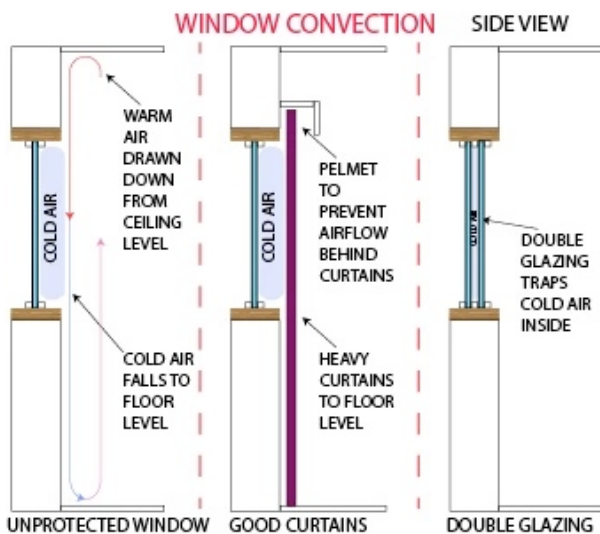 WINDOW CONVECTION
SIDE VIEW
WARM
AIR
DRAWN
DOWN
FROM
CEILING
LEVEL
COLD AIR
COLD AIR
FALLS TO
FLOOR
LEVEL
UNPROTECTED WINDOW
PELMET
TO
PREVENT
AIRFLOW
BEHIND
CURTAINS
COLD AIR
HEAVY
CURTAINS
TO FLOOR
LEVEL
GOOD CURTAINS
COLD AIR
DOUBLE
GLAZING
TRAPS
COLD AIR
INSIDE
DOUBLE GLAZING